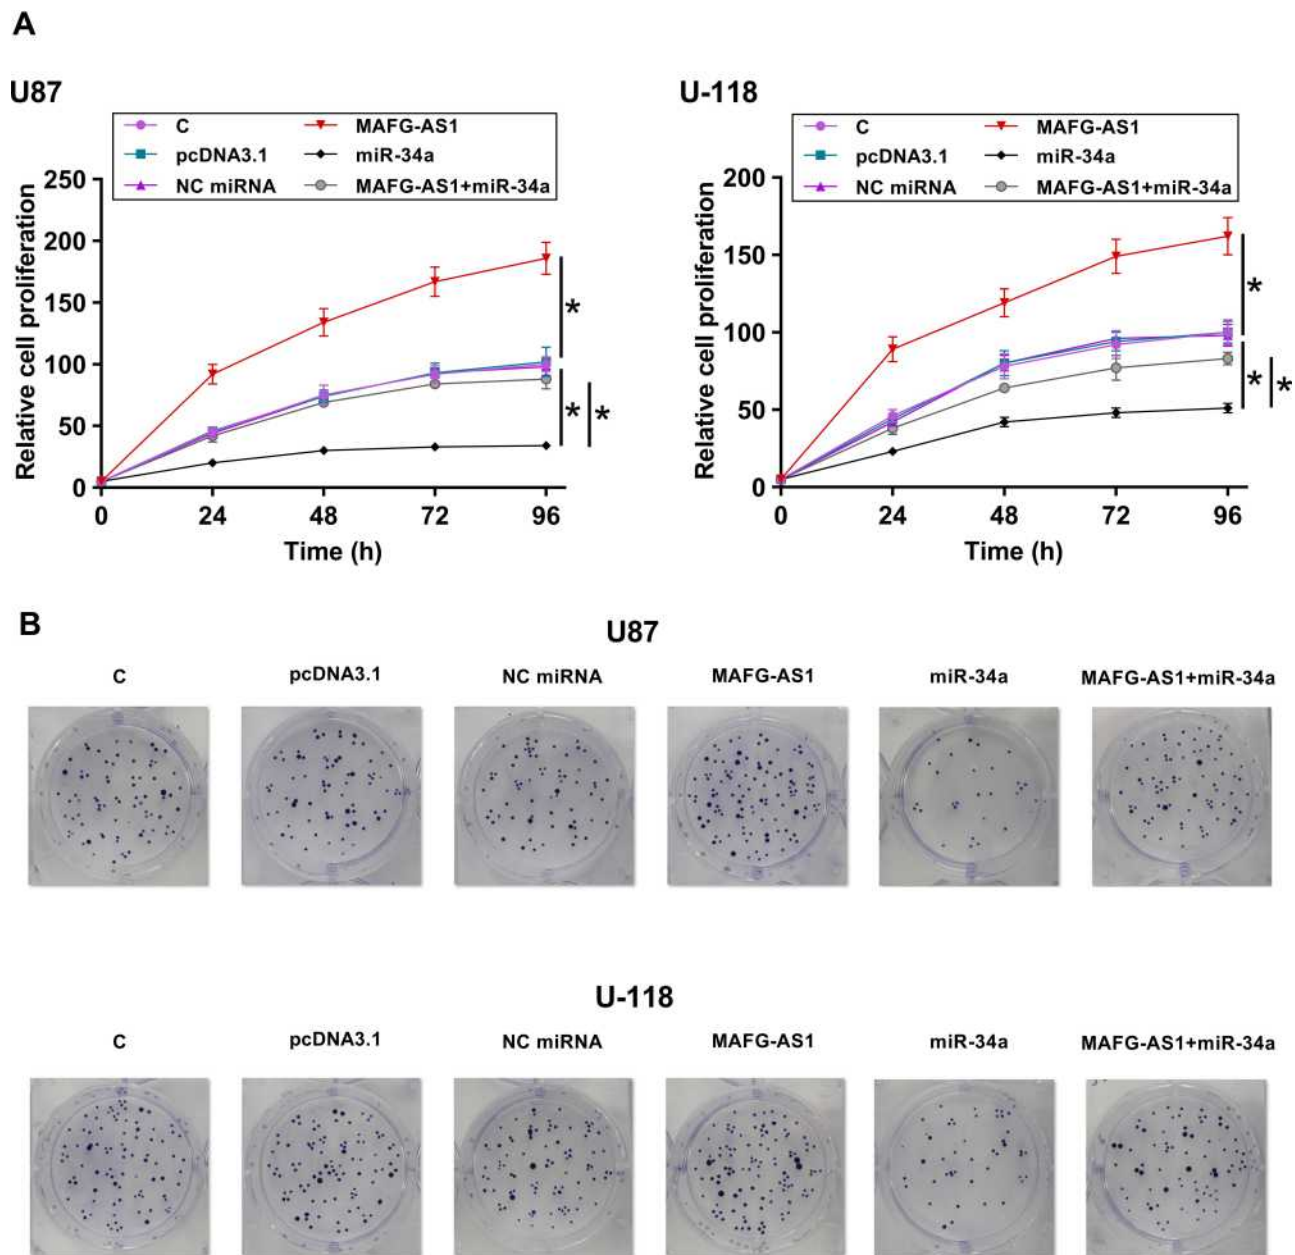 A
U87
C
pcDNA3.1
NC miRNA
MAFG-AS1
miR-34a
MAFG-AS1+miR-34a
Relative cell proliferation
250
200
150
100
50
0
0 24 48 72 96
Time (h)
*
* *
U-118
C
pcDNA3.1
NC miRNA
MAFG-AS1
miR-34a
MAFG-AS1+miR-34a
Relative cell proliferation
200
150
100
50
0
0 24 48 72 96
Time (h)
*
* *
B
U87
C pcDNA3.1 NC miRNA MAFG-AS1 miR-34a MAFG-AS1+miR-34a
U-118
C pcDNA3.1 NC miRNA MAFG-AS1 miR-34a MAFG-AS1+miR-34a